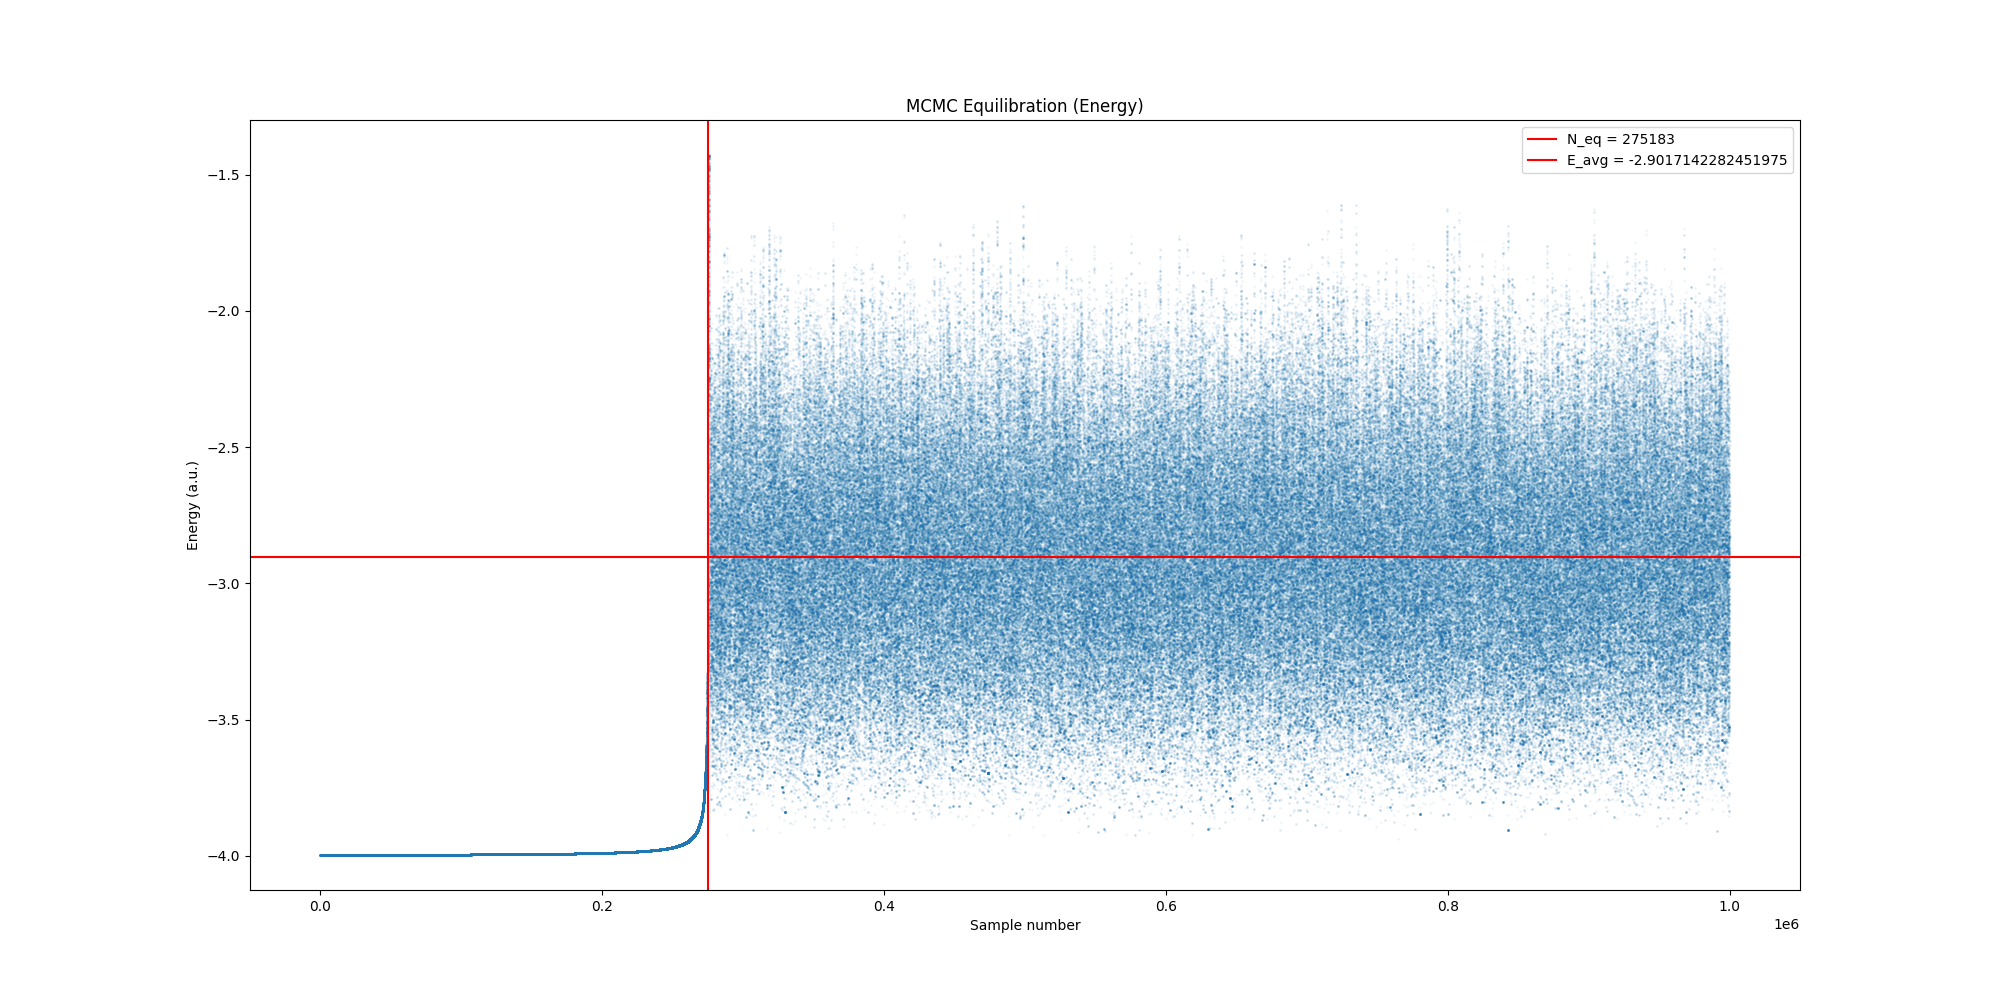 MCMC Equilibration (Energy)
N_eq = 275183
E_avg = -2.9017142282451975
Energy (a.u.)
−1.5
−2.0
−2.5
−3.0
−3.5
−4.0
0.0 0.2 0.4 0.6 0.8 1.0
1e6
Sample number